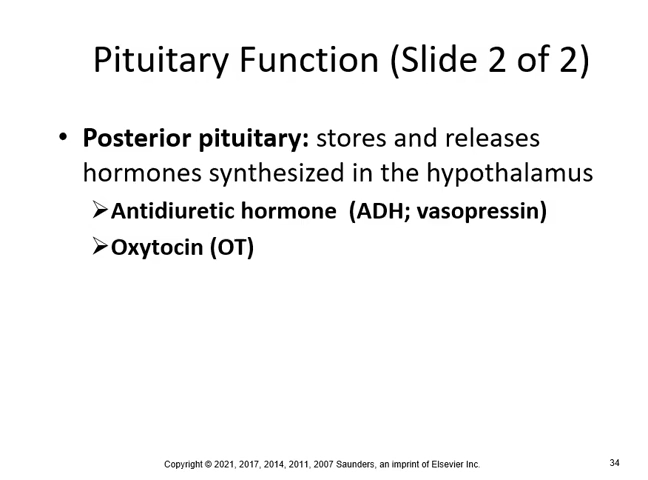 Pituitary Function (Slide 2 of 2)
• Posterior pituitary: stores and releases
hormones synthesized in the hypothalamus
➢Antidiuretic hormone  (ADH; vasopressin)
➢Oxytocin (OT)
Copyright © 2021, 2017, 2014, 2011, 2007 Saunders, an imprint of Elsevier Inc.
34